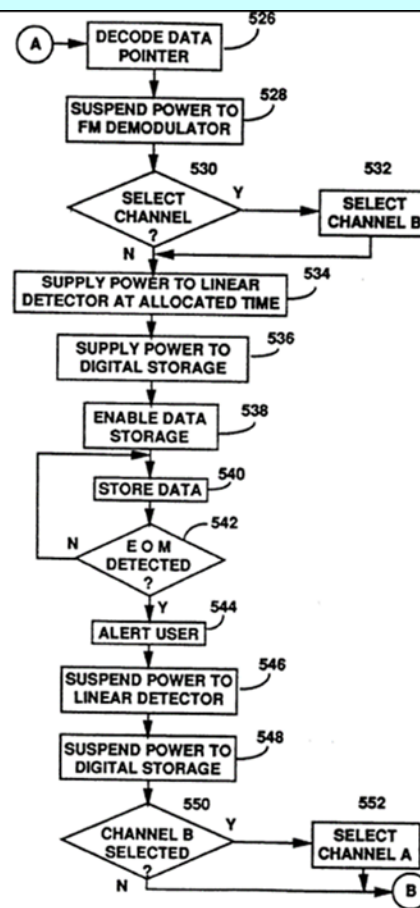 A
DECODE DATA
POINTER
526
SUSPEND POWER TO
FM DEMODULATOR
528
530
SELECT
CHANNEL
?
Y
N
532
SELECT
CHANNEL B
SUPPLY POWER TO LINEAR
DETECTOR AT ALLOCATED TIME
534
SUPPLY POWER TO
DIGITAL STORAGE
536
ENABLE DATA
STORAGE
538
STORE DATA
540
542
E O M
DETECTED
?
N
Y
ALERT USER
544
SUSPEND POWER TO
LINEAR DETECTOR
546
SUSPEND POWER TO
DIGITAL STORAGE
548
550
CHANNEL B
SELECTED
?
Y
N
552
SELECT
CHANNEL A
B